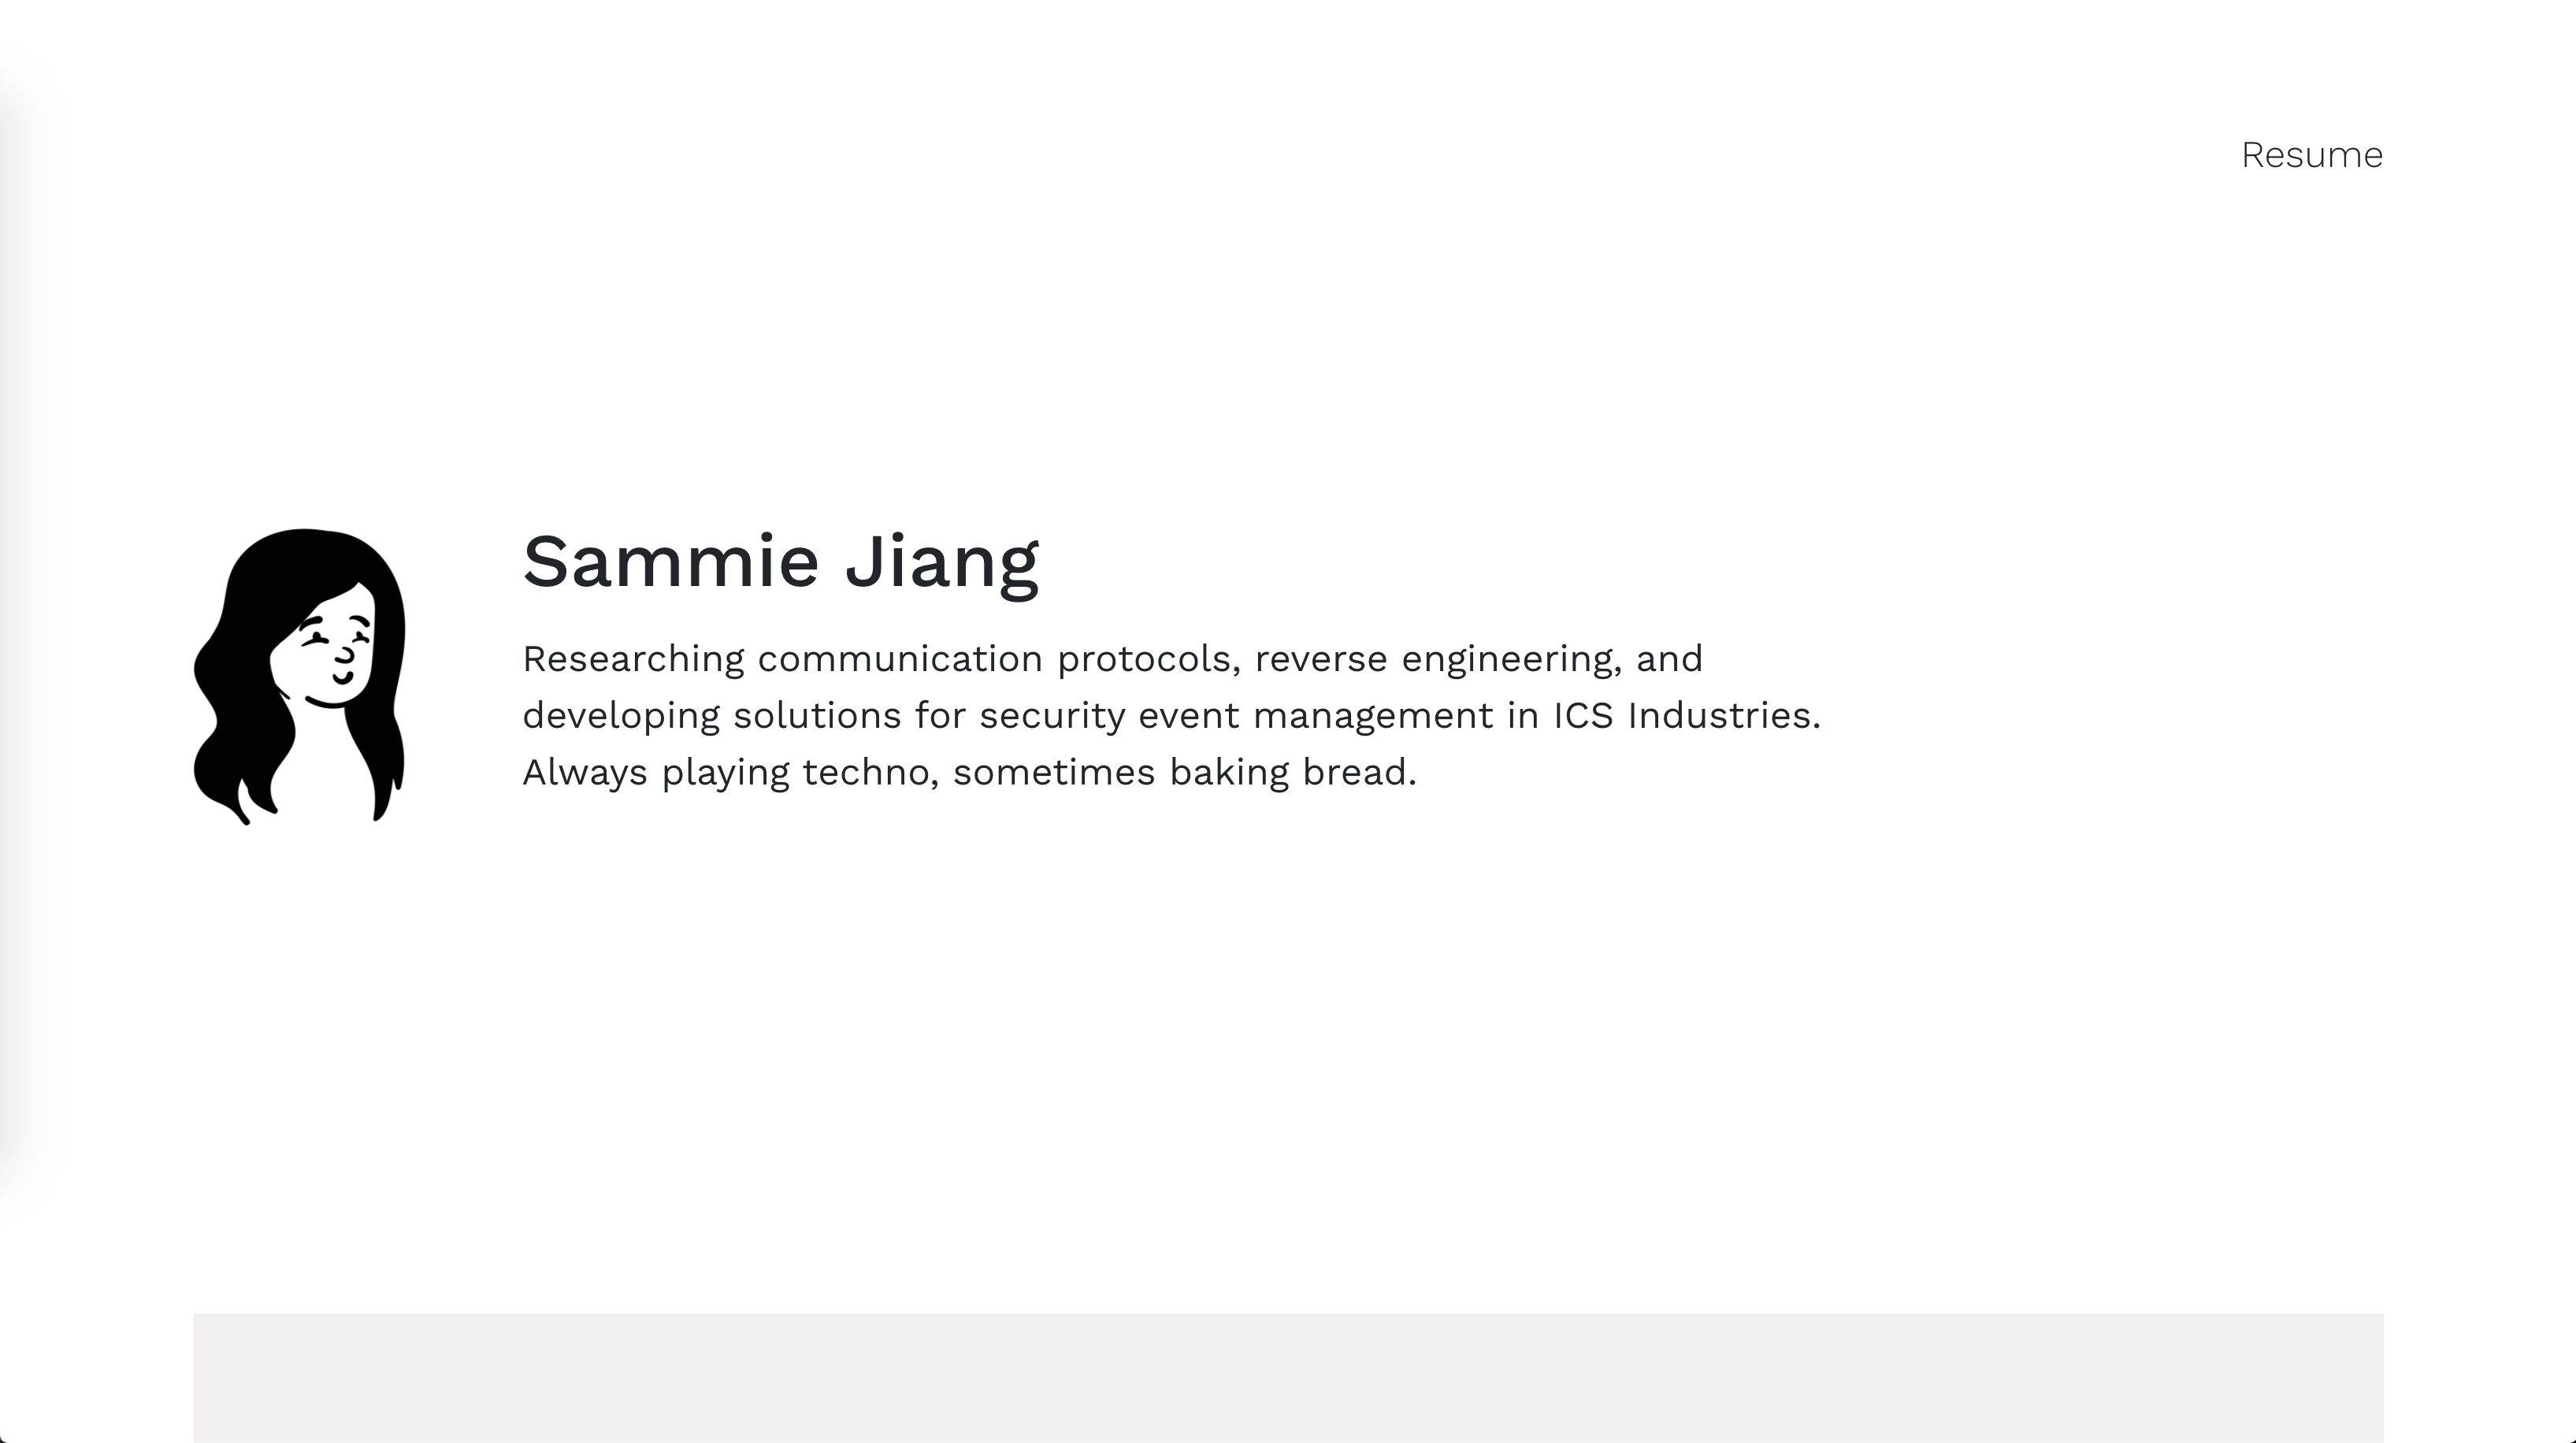 Resume
Sammie Jiang
Researching communication protocols, reverse engineering, and
developing solutions for security event management in ICS Industries.
Always playing techno, sometimes baking bread.